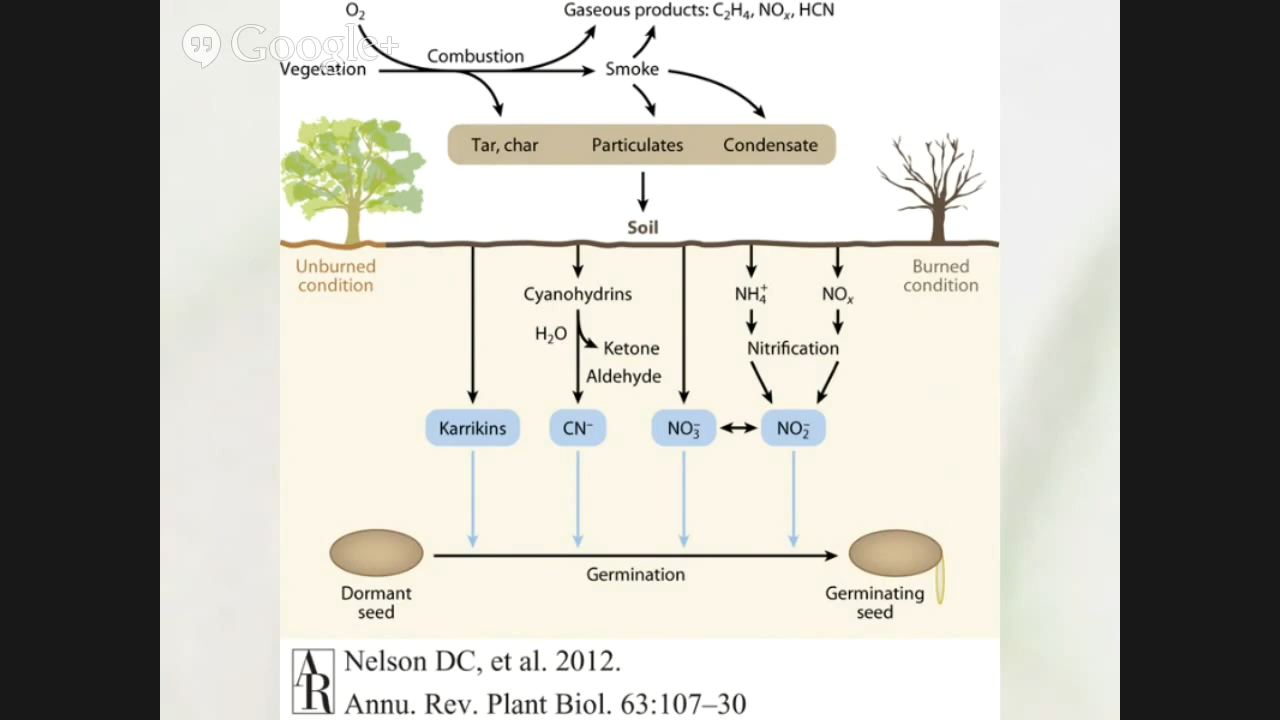 O₂
Gaseous products: C₂H₄, NOₓ, HCN
Google+
Combustion
Vegetation
Smoke
Tar, char
Particulates
Condensate
Soil
Unburned
condition
Burned
condition
Cyanohydrins
NH₄⁺
NOₓ
H₂O
Ketone
Nitrification
Aldehyde
Karrikins
CN⁻
NO₃⁻
NO₂⁻
Germination
Dormant
seed
Germinating
seed
AR
Nelson DC, et al. 2012.
Annu. Rev. Plant Biol. 63:107–30